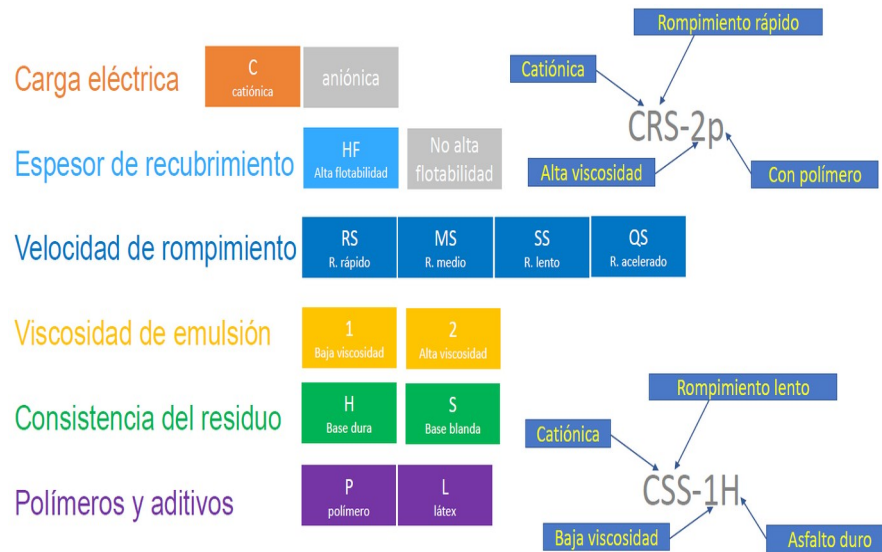 Carga eléctrica
C
catiónica
aniónica
Espesor de recubrimiento
HF
Alta flotabilidad
No alta
flotabilidad
Velocidad de rompimiento
RS
R. rápido
MS
R. medio
SS
R. lento
QS
R. acelerado
Viscosidad de emulsión
1
Baja viscosidad
2
Alta viscosidad
Consistencia del residuo
H
Base dura
S
Base blanda
Polímeros y aditivos
P
polímero
L
látex
Rompimiento rápido
Catiónica
CRS-2p
Alta viscosidad
Con polímero
Rompimiento lento
Catiónica
CSS-1H
Baja viscosidad
Asfalto duro